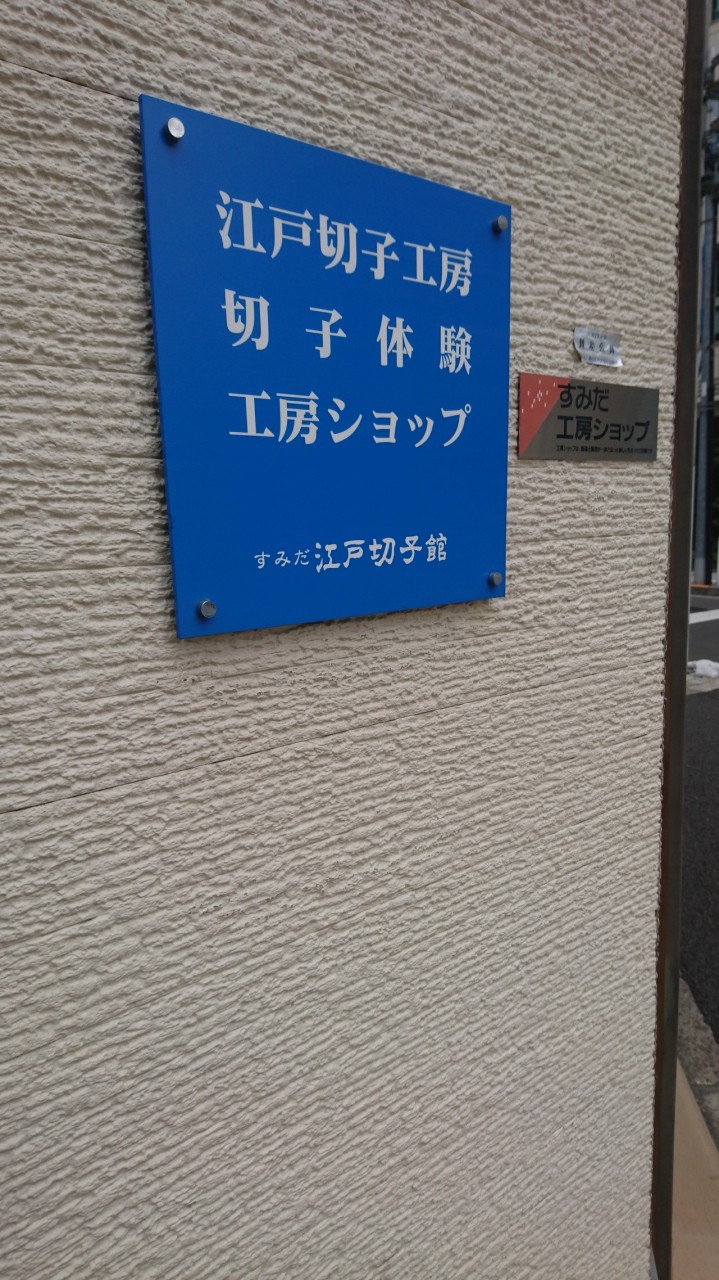 江戸切子工房
切子体験
工房ショップ
すみだ江戸切子館
すみだ
工房ショップ